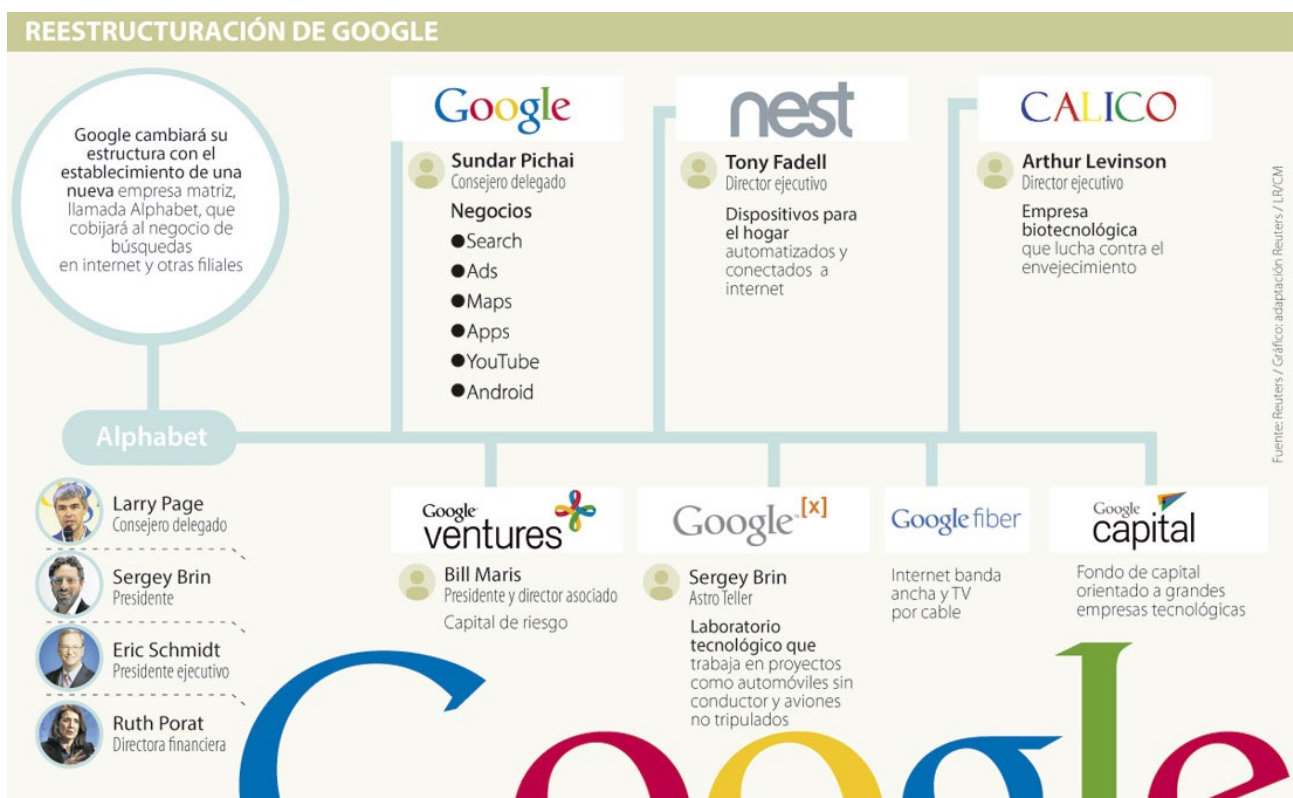 REESTRUCTURACIÓN DE GOOGLE
Google cambiará su
estructura con el
establecimiento de una
nueva empresa matriz,
llamada Alphabet, que
cobijará al negocio de
búsquedas
en internet y otras filiales
Alphabet
Larry Page
Consejero delegado
Sergey Brin
Presidente
Eric Schmidt
Presidente ejecutivo
Ruth Porat
Directora financiera
Google
Sundar Pichai
Consejero delegado
Negocios
●Search
●Ads
●Maps
●Apps
●YouTube
●Android
nest
Tony Fadell
Director ejecutivo
Dispositivos para
el hogar
automatizados y
conectados a
internet
CALICO
Arthur Levinson
Director ejecutivo
Empresa
biotecnológica
que lucha contra el
envejecimiento
Google
ventures
Bill Maris
Presidente y director asociado
Capital de riesgo
Google [x]
Sergey Brin
Astro Teller
Laboratorio
tecnológico que
trabaja en proyectos
como automóviles sin
conductor y aviones
no tripulados
Google fiber
Internet banda
ancha y TV
por cable
Google
capital
Fondo de capital
orientado a grandes
empresas tecnológicas
Fuente: Reuters / Gráfico: adaptación Reuters / LR/CM
Google